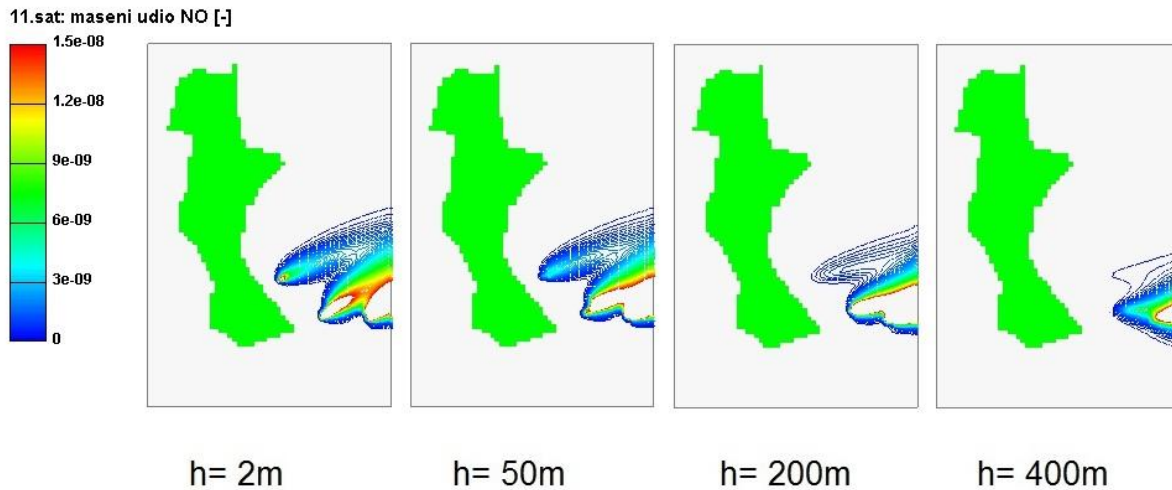 11.sat: maseni udio NO [-]
1.5e-08
1.2e-08
9e-09
6e-09
3e-09
0
h= 2m
h= 50m
h= 200m
h= 400m